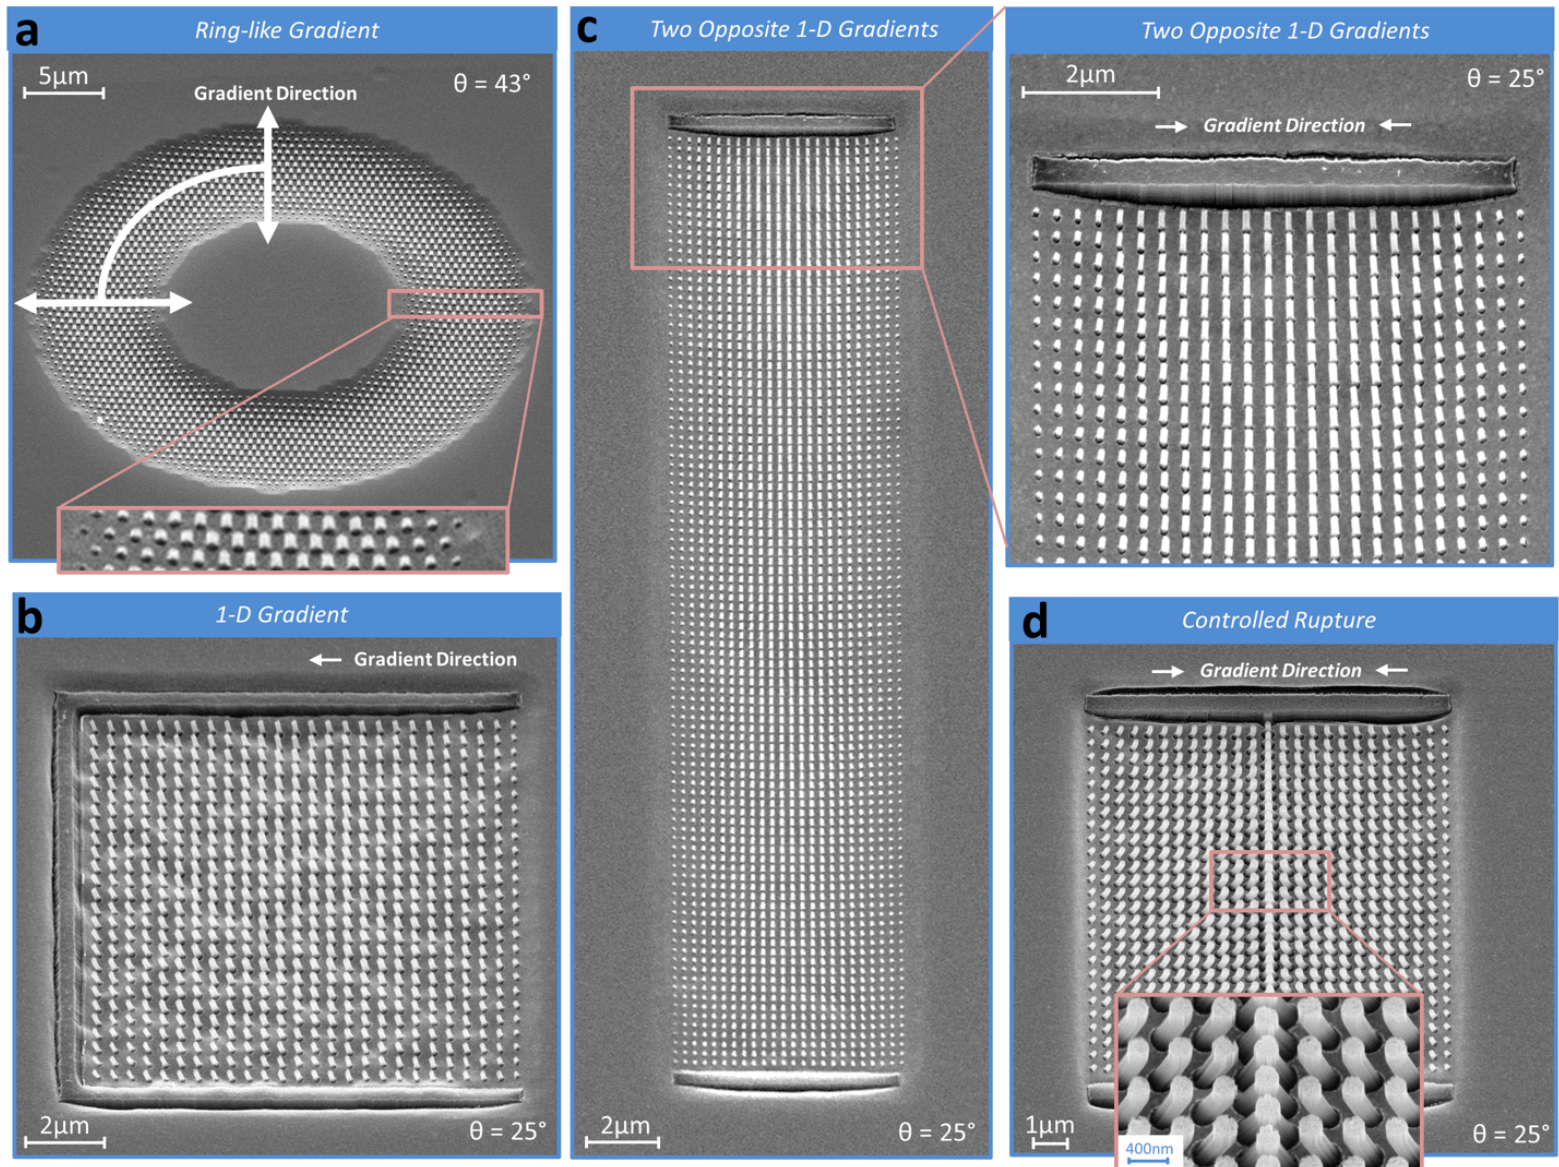 a
Ring-like Gradient
5μm
θ = 43°
Gradient Direction
b
1-D Gradient
Gradient Direction
2μm
θ = 25°
c
Two Opposite 1-D Gradients
2μm
θ = 25°
Two Opposite 1-D Gradients
2μm
θ = 25°
Gradient Direction
d
Controlled Rupture
Gradient Direction
1μm
400nm
θ = 25°